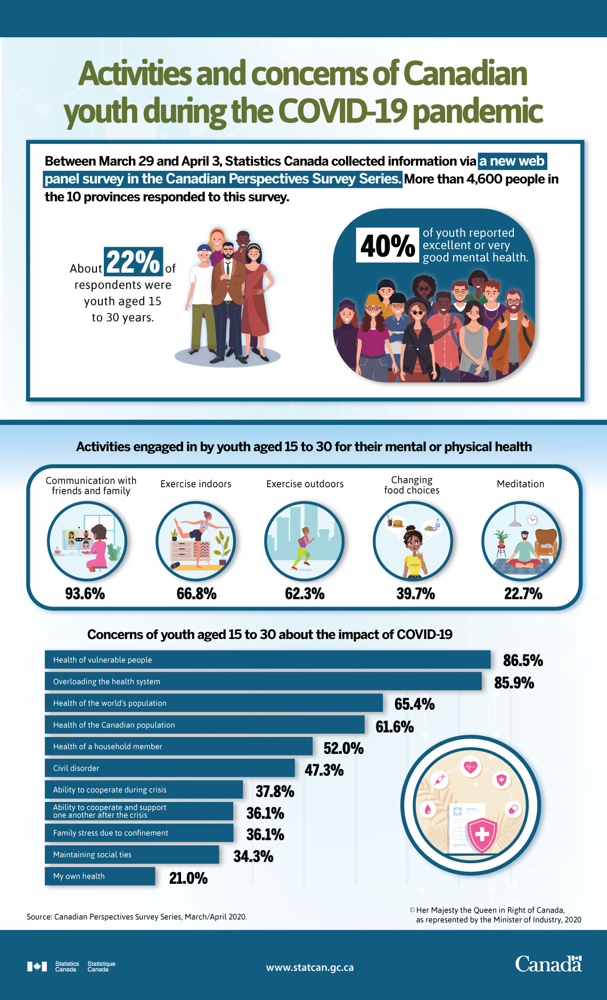 Activities and concerns of Canadian
youth during the COVID-19 pandemic
Between March 29 and April 3, Statistics Canada collected information via a new web
panel survey in the Canadian Perspectives Survey Series. More than 4,600 people in
the 10 provinces responded to this survey.
About 22% of
respondents were
youth aged 15
to 30 years.
40% of youth reported
excellent or very
good mental health.
Activities engaged in by youth aged 15 to 30 for their mental or physical health
Communication with
friends and family
93.6%
Exercise indoors
66.8%
Exercise outdoors
62.3%
Changing
food choices
39.7%
Meditation
22.7%
Concerns of youth aged 15 to 30 about the impact of COVID-19
Health of vulnerable people 86.5%
Overloading the health system 85.9%
Health of the world's population 65.4%
Health of the Canadian population 61.6%
Health of a household member 52.0%
Civil disorder 47.3%
Ability to cooperate during crisis 37.8%
Ability to cooperate and support
one another after the crisis 36.1%
Family stress due to confinement 36.1%
Maintaining social ties 34.3%
My own health 21.0%
Source: Canadian Perspectives Survey Series, March/April 2020.
© Her Majesty the Queen in Right of Canada,
as represented by the Minister of Industry, 2020
Statistics
Canada
Statistique
Canada
www.statcan.gc.ca
Canada